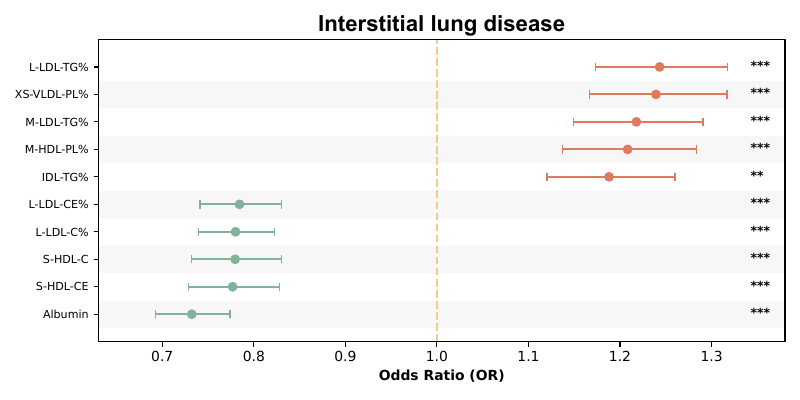 Interstitial lung disease
L-LDL-TG% ***
XS-VLDL-PL% ***
M-LDL-TG% ***
M-HDL-PL% ***
IDL-TG% **
L-LDL-CE% ***
L-LDL-C% ***
S-HDL-C ***
S-HDL-CE ***
Albumin ***
0.7 0.8 0.9 1.0 1.1 1.2 1.3
Odds Ratio (OR)